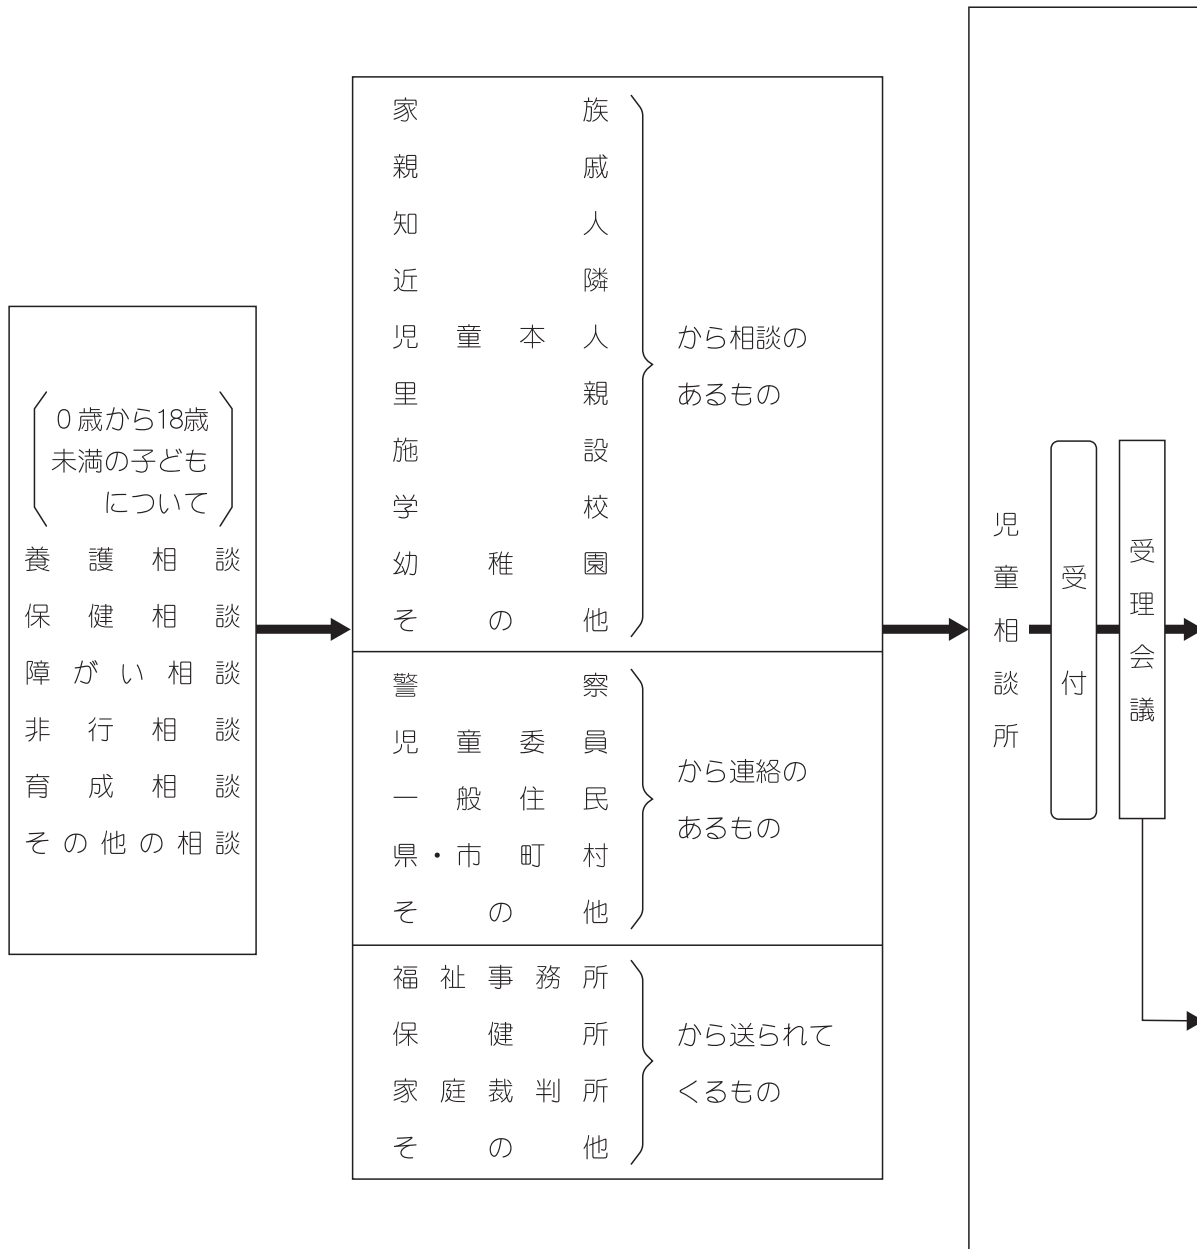 0歳から18歳
未満の子ども
について
養護相談
保健相談
障がい相談
非行相談
育成相談
その他の相談
家族
親戚
知人
近隣
児童本人
里親
施設
学校
幼稚園
その他
から相談の
あるもの
警察
児童委員
一般住民
県・市町村
その他
から連絡の
あるもの
福祉事務所
保健所
家庭裁判所
その他
から送られて
くるもの
児童相談所
受付
受理会議